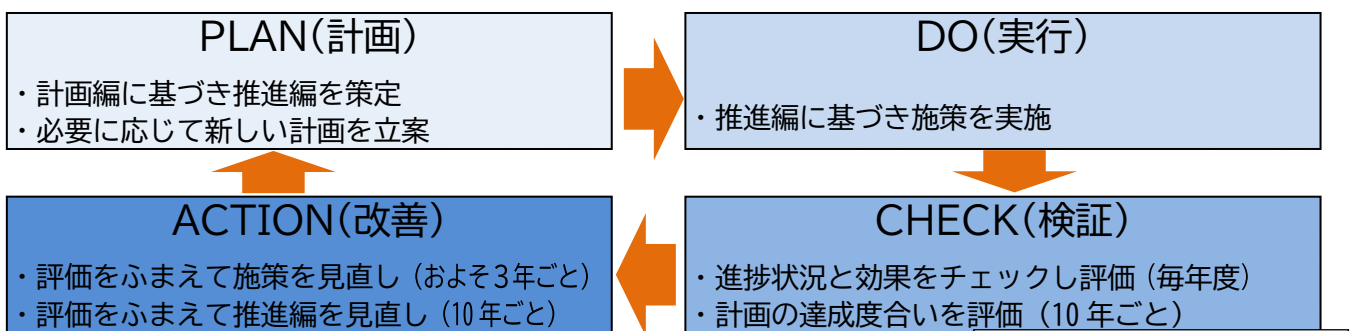 PLAN(計画)
・計画編に基づき推進編を策定
・必要に応じて新しい計画を立案
DO(実行)
・推進編に基づき施策を実施
ACTION(改善)
・評価をふまえて施策を見直し（およそ３年ごと）
・評価をふまえて推進編を見直し（10年ごと）
CHECK(検証)
・進捗状況と効果をチェックし評価（毎年度）
・計画の達成度合いを評価（10年ごと）